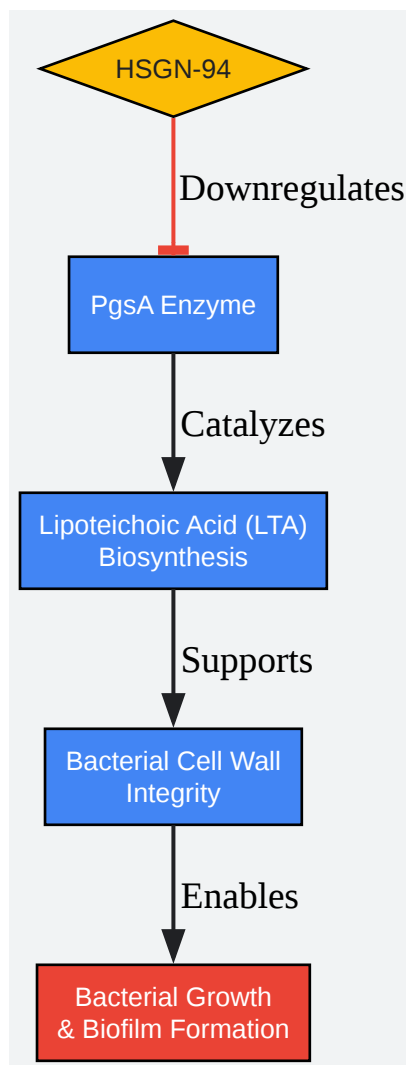 HSGN-94
Downregulates
PgsA Enzyme
Catalyzes
Lipoteichoic Acid (LTA)
Biosynthesis
Supports
Bacterial Cell Wall
Integrity
Enables
Bacterial Growth
& Biofilm Formation